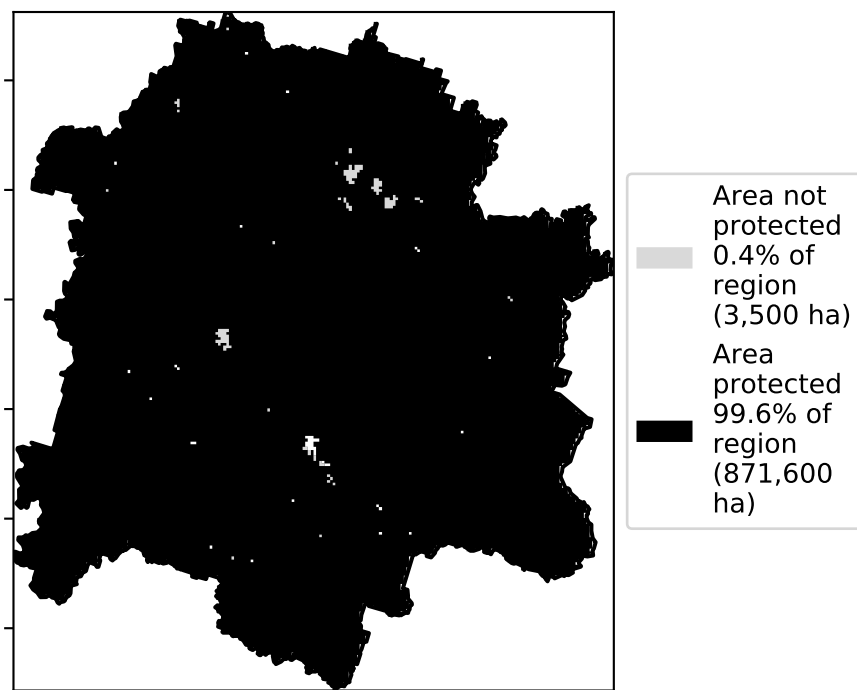 Area not
protected
0.4% of
region
(3,500 ha)
Area
protected
99.6% of
region
(871,600
ha)